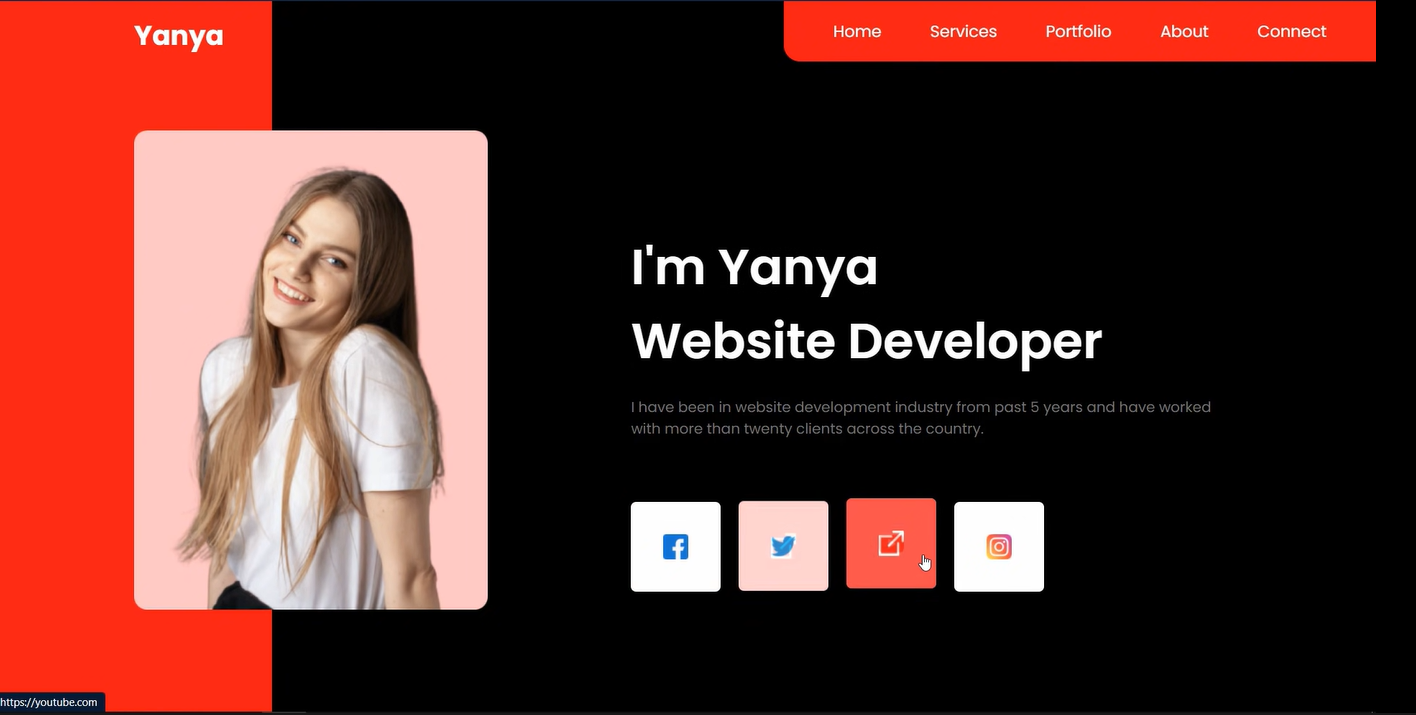 Yanya
Home Services Portfolio About Connect
I'm Yanya
Website Developer
I have been in website development industry from past 5 years and have worked
with more than twenty clients across the country.
https://youtube.com